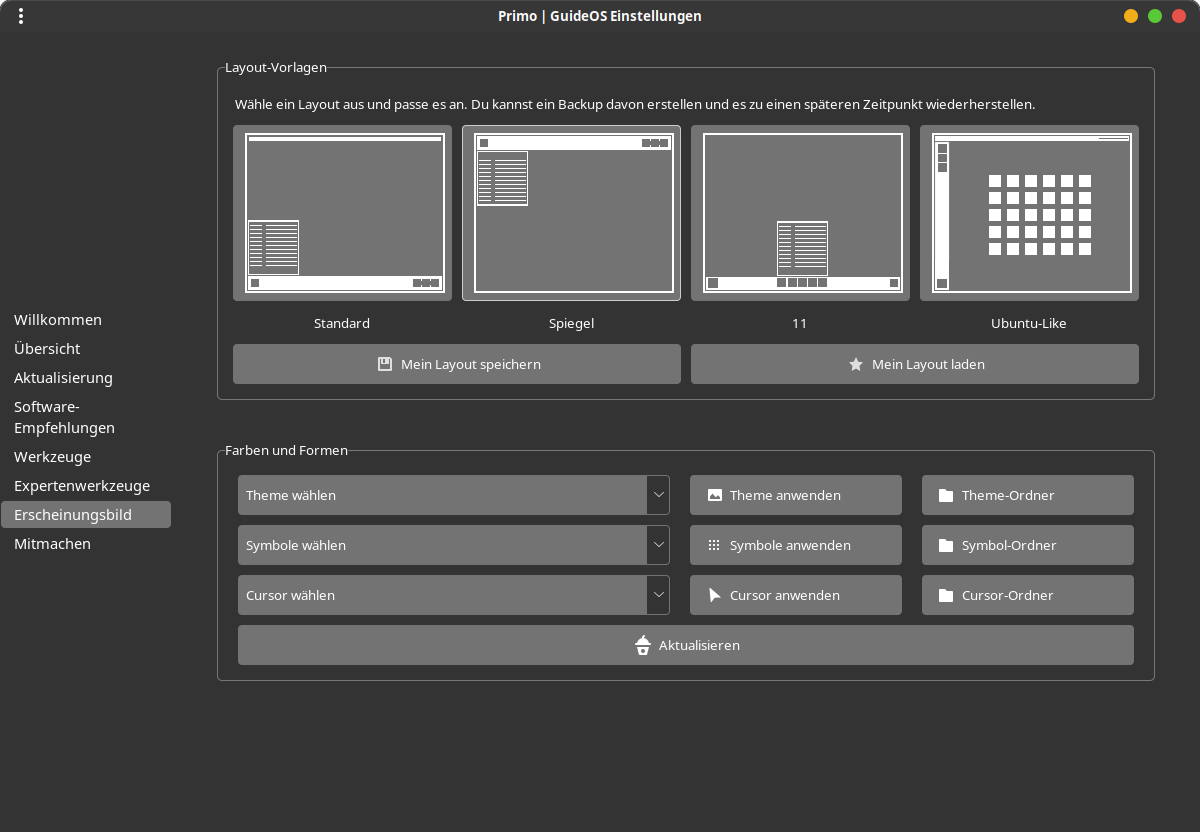 Primo | GuideOS Einstellungen
Willkommen
Übersicht
Aktualisierung
Software-
Empfehlungen
Werkzeuge
Expertenwerkzeuge
Erscheinungsbild
Mitmachen
Layout-Vorlagen
Wähle ein Layout aus und passe es an. Du kannst ein Backup davon erstellen und es zu einen späteren Zeitpunkt wiederherstellen.
Standard
Spiegel
11
Ubuntu-Like
Mein Layout speichern
Mein Layout laden
Farben und Formen
Theme wählen
Theme anwenden
Theme-Ordner
Symbole wählen
Symbole anwenden
Symbol-Ordner
Cursor wählen
Cursor anwenden
Cursor-Ordner
Aktualisieren